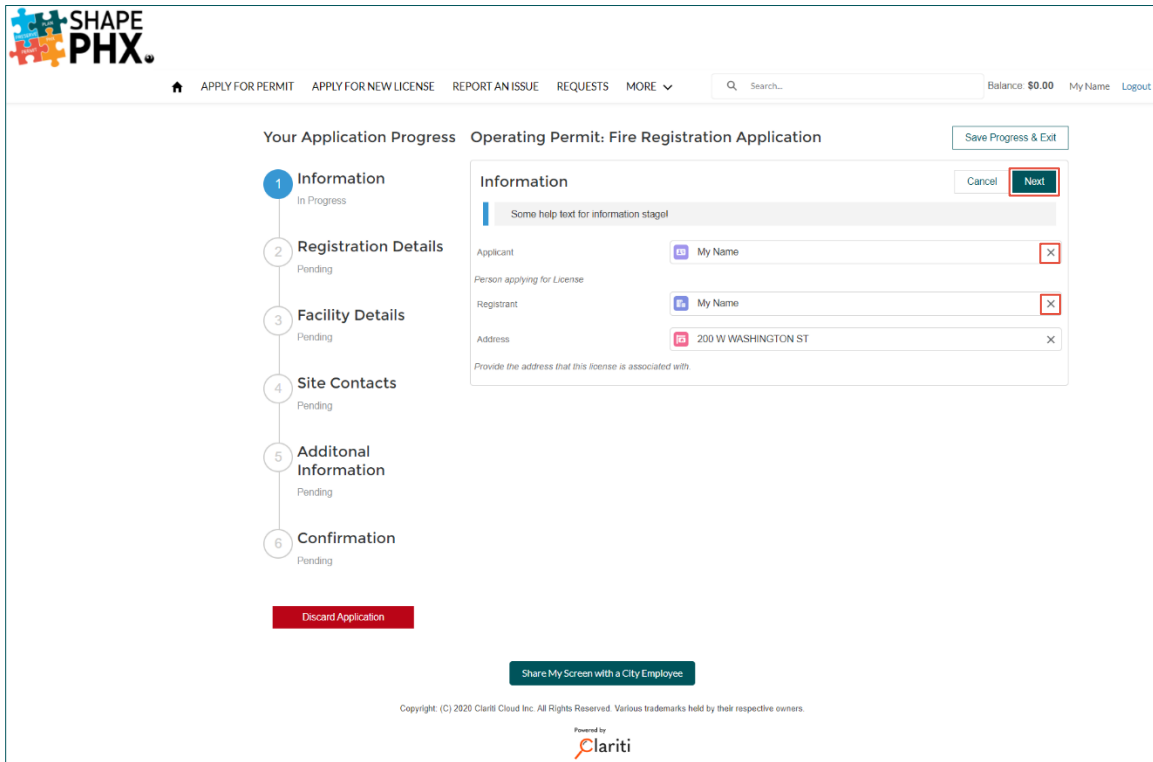 SHAPE
PHX.
PRESERVE
PLAN
PERMIT
APPLY FOR PERMIT APPLY FOR NEW LICENSE REPORT AN ISSUE REQUESTS MORE Search... Balance: $0.00 My Name Logout
Your Application Progress
1
Information
In Progress
2
Registration Details
Pending
3
Facility Details
Pending
4
Site Contacts
Pending
5
Additonal
Information
Pending
6
Confirmation
Pending
Discard Application
Operating Permit: Fire Registration Application
Save Progress & Exit
Information
Cancel Next
Some help text for information stage!
Applicant My Name
Person applying for License
Registrant My Name
Address 200 W WASHINGTON ST
Provide the address that this license is associated with.
Share My Screen with a City Employee
Copyright: (C) 2020 Clariti Cloud Inc. All Rights Reserved. Various trademarks held by their respective owners.
Powered by
Clariti